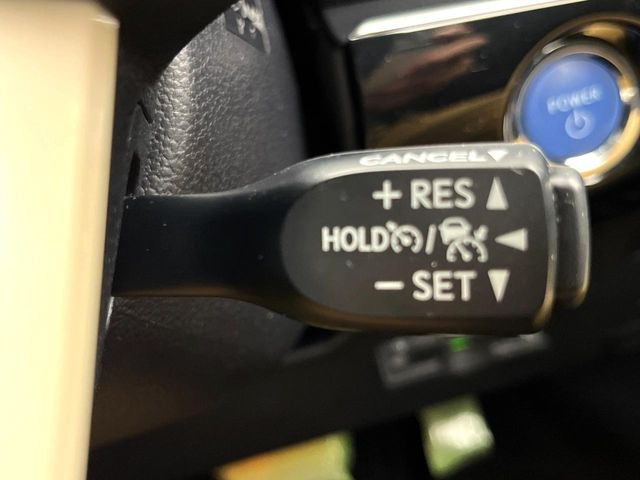 POWER
CANCEL▼
+ RES ▲
HOLD / ◀
− SET ▼